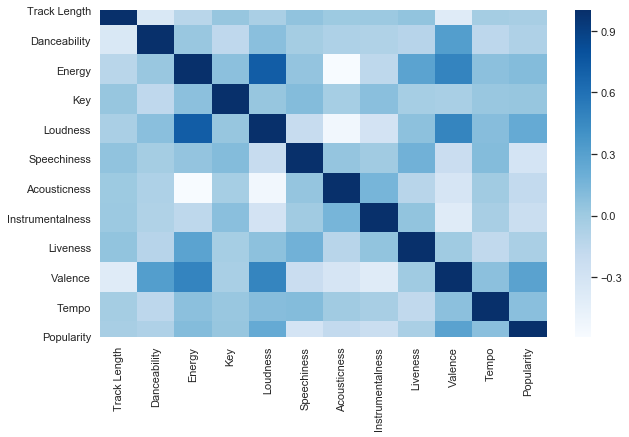 Track Length
Danceability
Energy
Key
Loudness
Speechiness
Acousticness
Instrumentalness
Liveness
Valence
Tempo
Popularity
Track Length
Danceability
Energy
Key
Loudness
Speechiness
Acousticness
Instrumentalness
Liveness
Valence
Tempo
Popularity
0.9
0.6
0.3
0.0
−0.3